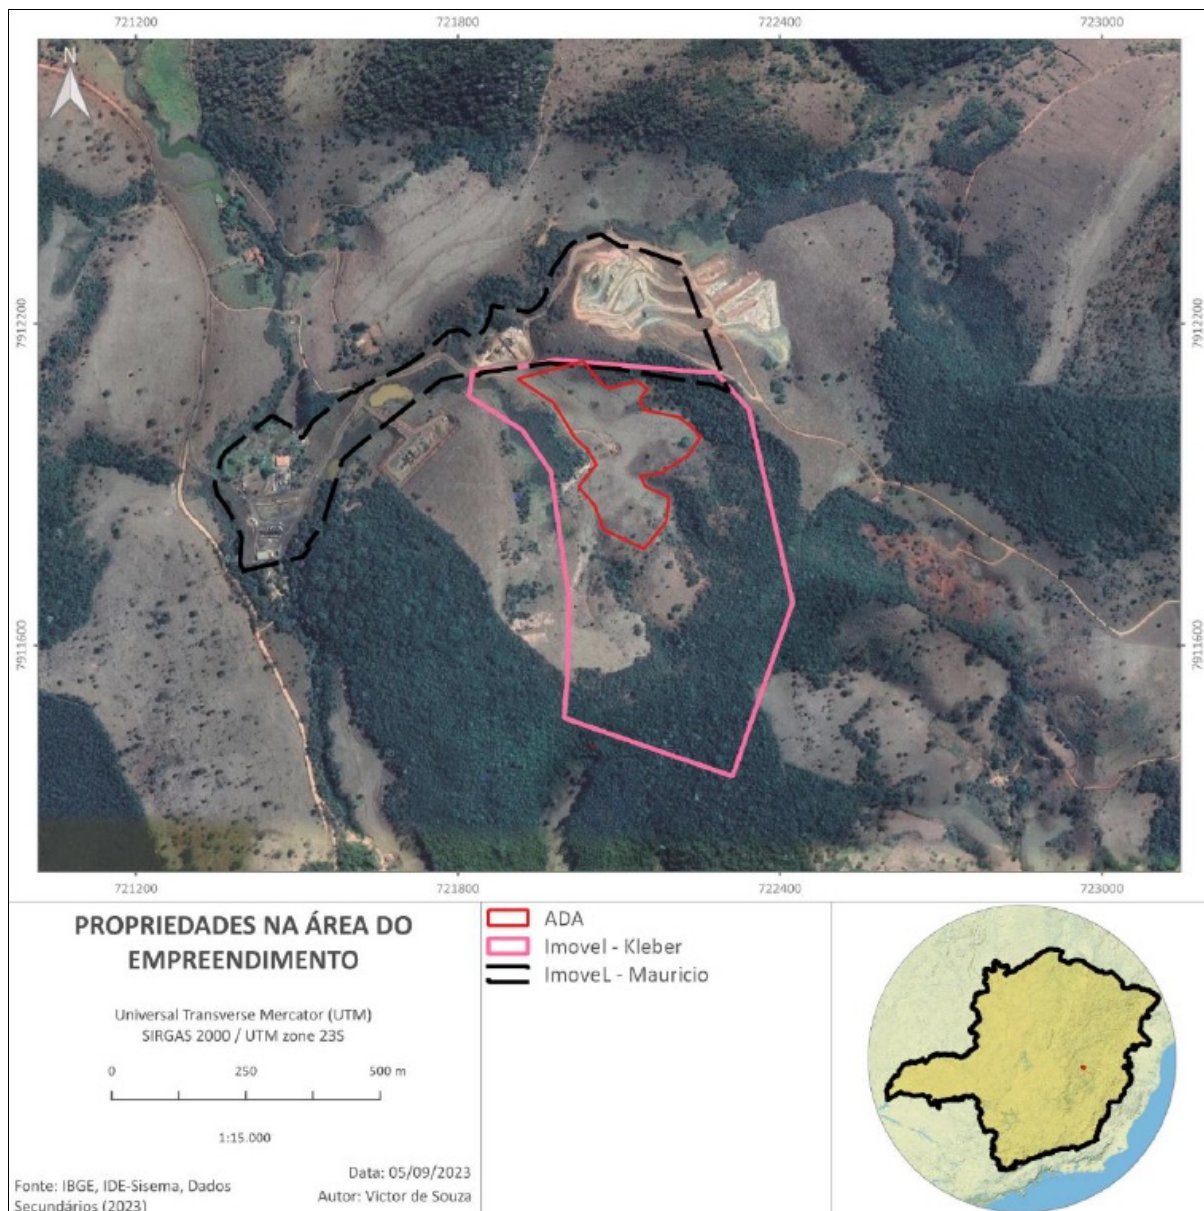 721200 721800 722400 723000
N
7912200 7912200
7911600 7911600
721200 721800 722400 723000
PROPRIEDADES NA ÁREA DO
EMPREENDIMENTO
Universal Transverse Mercator (UTM)
SIRGAS 2000 / UTM zone 23S
0 250 500 m
1:15.000
Data: 05/09/2023
Fonte: IBGE, IDE-Sisema, Dados
Secundários (2023)
Autor: Victor de Souza
ADA
Imovel - Kleber
ImoveL - Mauricio